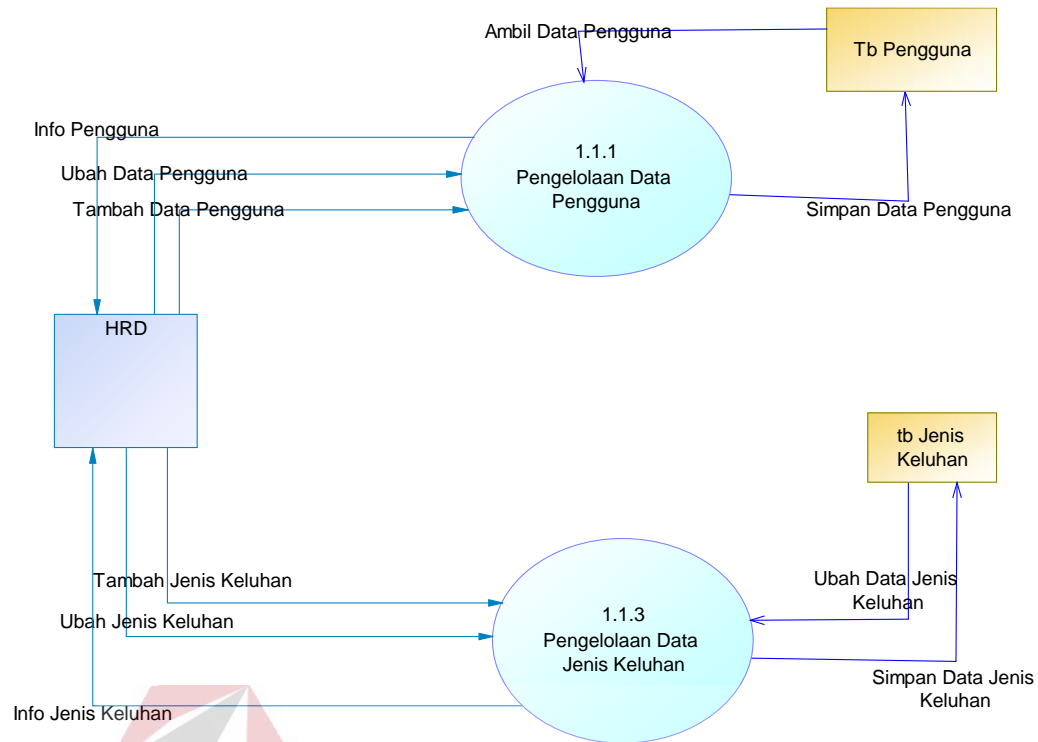 Ambil Data Pengguna
Tb Pengguna
Info Pengguna
1.1.1
Pengelolaan Data
Pengguna
Ubah Data Pengguna
Tambah Data Pengguna
Simpan Data Pengguna
HRD
tb Jenis
Keluhan
Tambah Jenis Keluhan
Ubah Jenis Keluhan
1.1.3
Pengelolaan Data
Jenis Keluhan
Ubah Data Jenis
Keluhan
Simpan Data Jenis
Keluhan
Info Jenis Keluhan